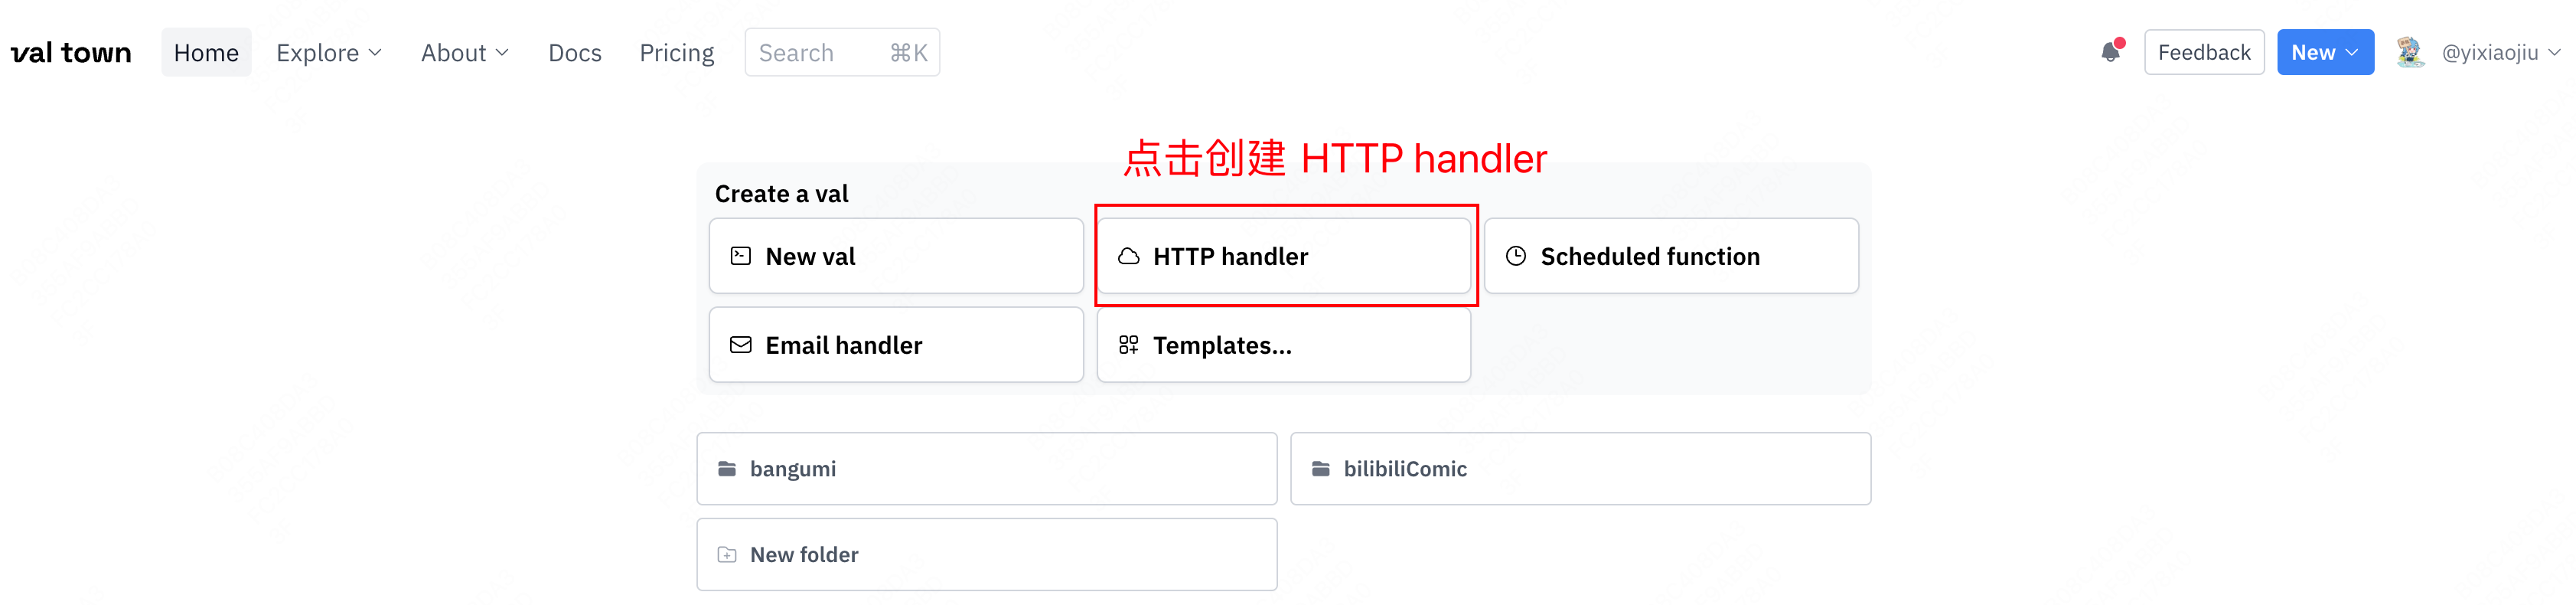 val town Home Explore About Docs Pricing Search ⌘K Feedback New @yixiaojiu
点击创建 HTTP handler
Create a val
New val HTTP handler Scheduled function
Email handler Templates...
bangumi bilibiliComic
New folder